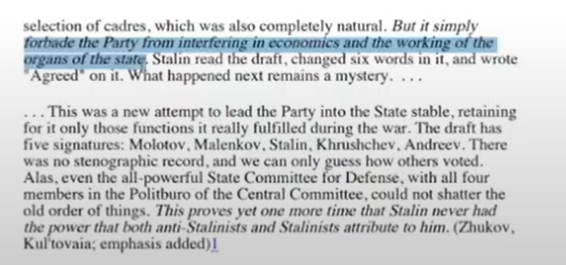 selection of cadres, which was also completely natural. But it simply
forbade the Party from interfering in economics and the working of the
organs of the state. Stalin read the draft, changed six words in it, and wrote
"Agreed" on it. What happened next remains a mystery. . . .
. . . This was a new attempt to lead the Party into the State stable, retaining
for it only those functions it really fulfilled during the war. The draft has
five signatures: Molotov, Malenkov, Stalin, Khrushchev, Andreev. There
was no stenographic record, and we can only guess how others voted.
Alas, even the all-powerful State Committee for Defense, with all four
members in the Politburo of the Central Committee, could not shatter the
old order of things. This proves yet one more time that Stalin never had
the power that both anti-Stalinists and Stalinists attribute to him. (Zhukov,
Kul'tovaia; emphasis added)1